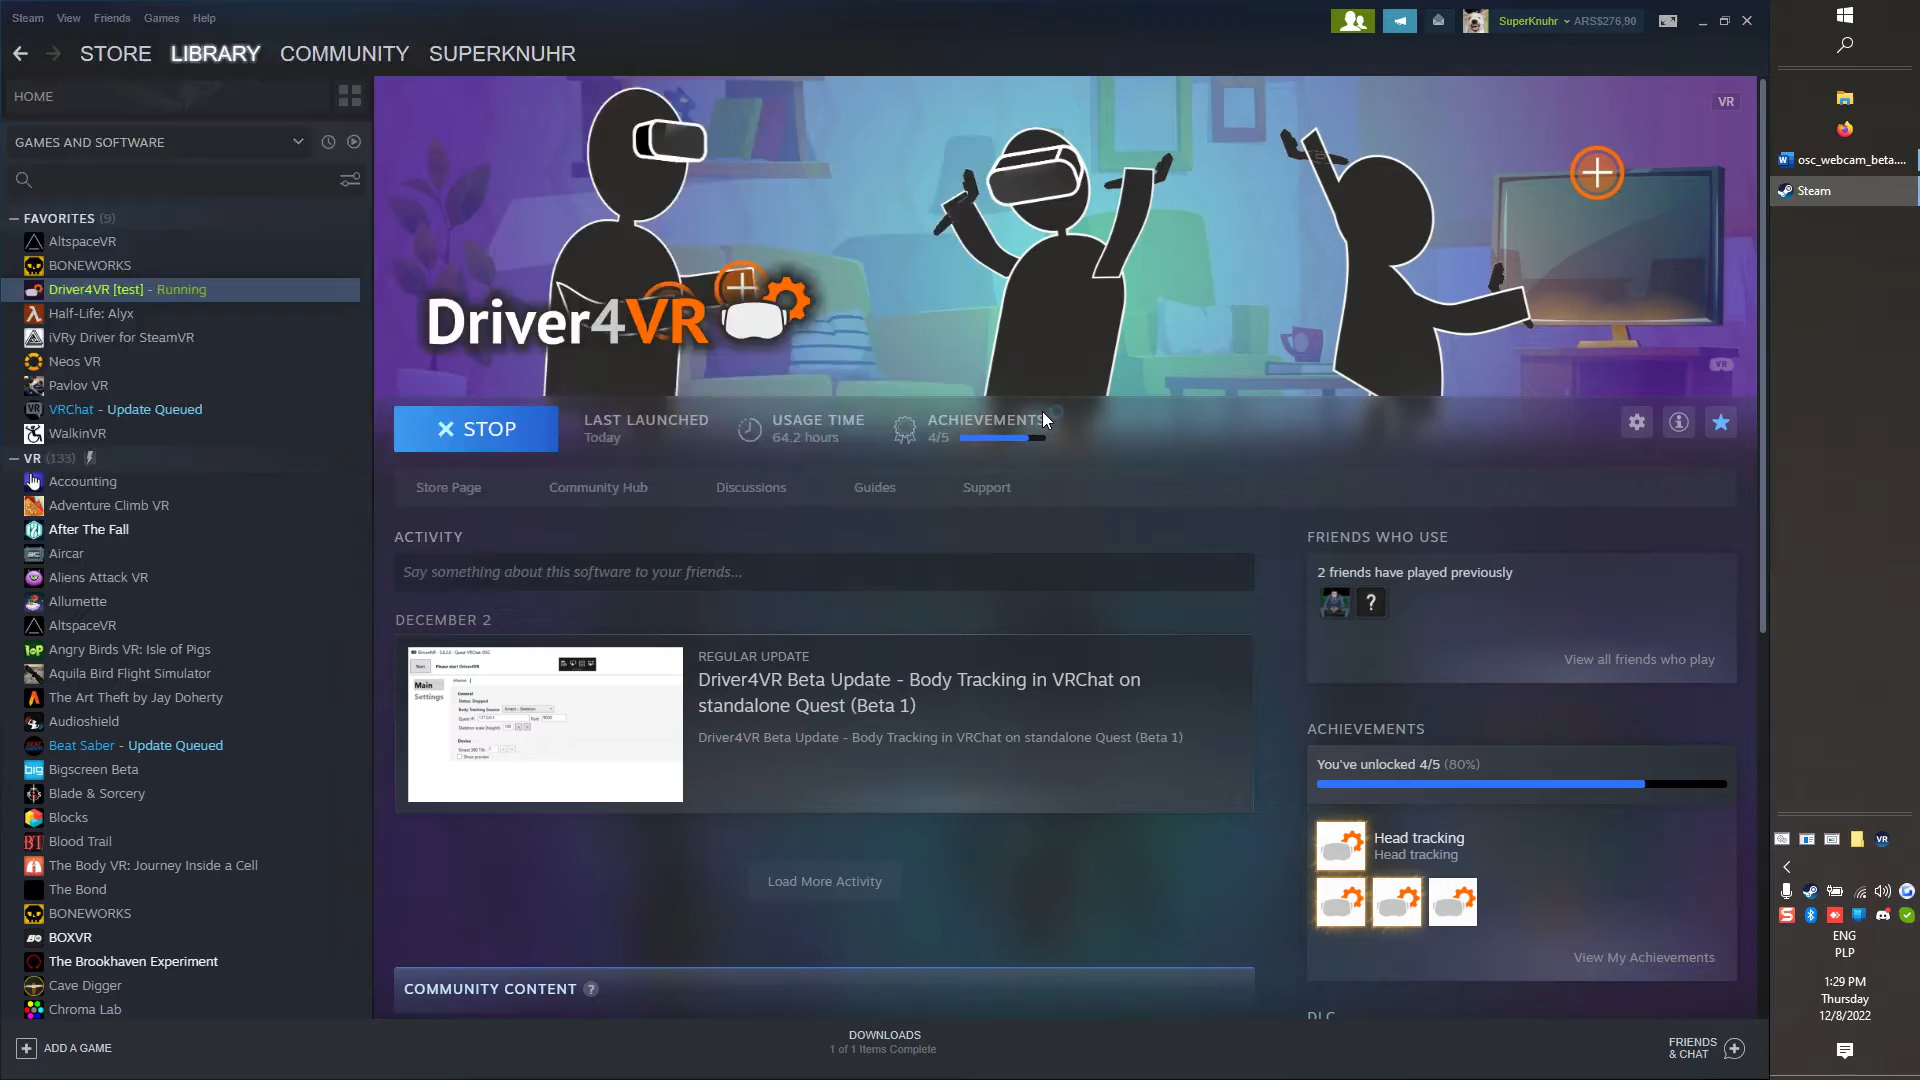 Steam View Friends Games Help
SuperKnuhr ARS$276,90
STORE LIBRARY COMMUNITY SUPERKNUHR
HOME
GAMES AND SOFTWARE
FAVORITES (9)
AltspaceVR
BONEWORKS
Driver4VR [test] - Running
Half-Life: Alyx
iVRy Driver for SteamVR
Neos VR
Pavlov VR
VRChat - Update Queued
WalkinVR
VR (133)
Accounting
Adventure Climb VR
After The Fall
Aircar
Aliens Attack VR
Allumette
AltspaceVR
Angry Birds VR: Isle of Pigs
Aquila Bird Flight Simulator
The Art Theft by Jay Doherty
Audioshield
Beat Saber - Update Queued
Bigscreen Beta
Blade & Sorcery
Blocks
Blood Trail
The Body VR: Journey Inside a Cell
The Bond
BONEWORKS
BOXVR
The Brookhaven Experiment
Cave Digger
Chroma Lab
ADD A GAME
VR
Driver4VR
VR
STOP
LAST LAUNCHED
Today
USAGE TIME
64.2 hours
ACHIEVEMENTS
4/5
Store Page Community Hub Discussions Guides Support
ACTIVITY
Say something about this software to your friends...
DECEMBER 2
Please start Driver4VR
Main
Settings
REGULAR UPDATE
Driver4VR Beta Update - Body Tracking in VRChat on
standalone Quest (Beta 1)
Driver4VR Beta Update - Body Tracking in VRChat on standalone Quest (Beta 1)
Load More Activity
COMMUNITY CONTENT ?
FRIENDS WHO USE
2 friends have played previously
?
View all friends who play
ACHIEVEMENTS
You've unlocked 4/5 (80%)
Head tracking
Head tracking
View My Achievements
DLC
DOWNLOADS
1 of 1 Items Complete
FRIENDS
& CHAT
osc_webcam_beta....
Steam
VR
ENG
PLP
1:29 PM
Thursday
12/8/2022